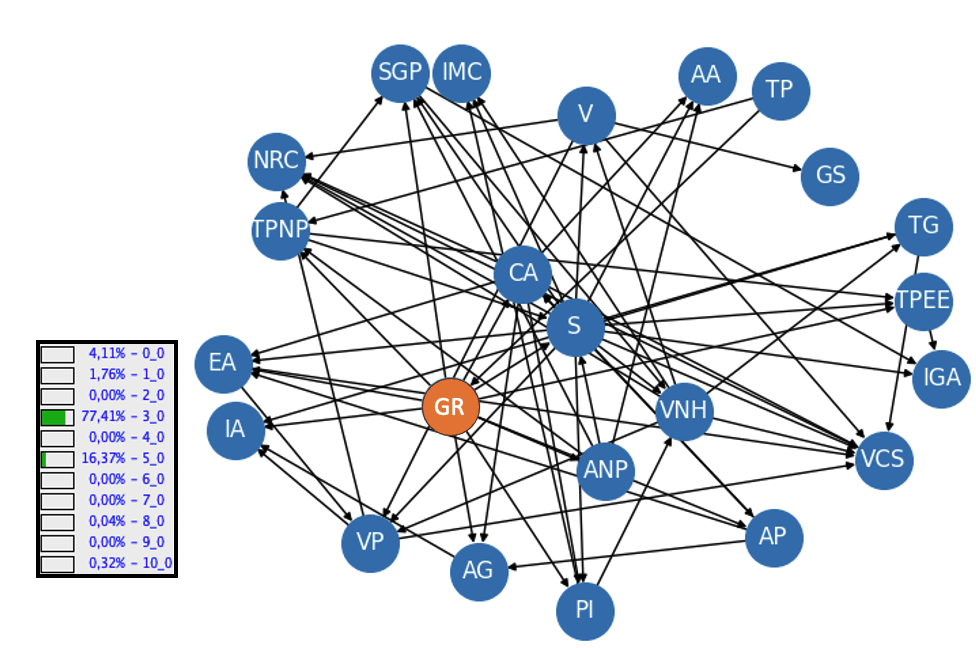 SGP
IMC
AA
TP
V
NRC
GS
TPNP
TG
CA
TPEE
S
EA
IGA
GR
VNH
IA
ANP
VCS
VP
AP
AG
PI
4,11% – 0_0
1,76% – 1_0
0,00% – 2_0
77,41% – 3_0
0,00% – 4_0
16,37% – 5_0
0,00% – 6_0
0,00% – 7_0
0,04% – 8_0
0,00% – 9_0
0,32% – 10_0